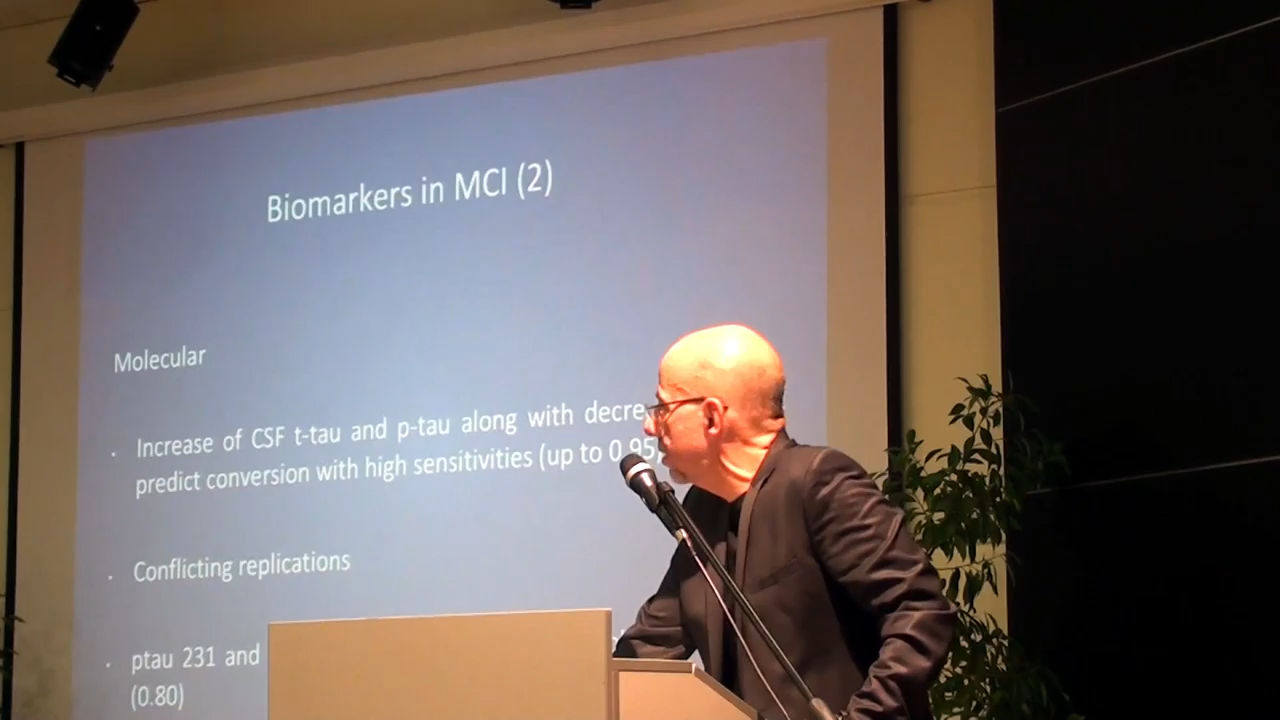 Biomarkers in MCI (2)
Molecular
· Increase of CSF t-tau and p-tau along with decre
predict conversion with high sensitivities (up to 0.95)
· Conflicting replications
· ptau 231 and
(0.80)